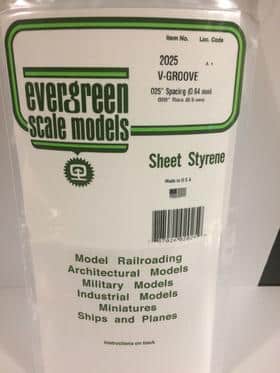 Item No. Loc. Code
2025 A +
V-GROOVE
.025" Spacing (0.64 mm)
evergreen
scale models
Sheet Styrene
Made in U.S.A.
Model Railroading
Architectural Models
Military Models
Industrial Models
Miniatures
Ships and Planes
Instructions on back